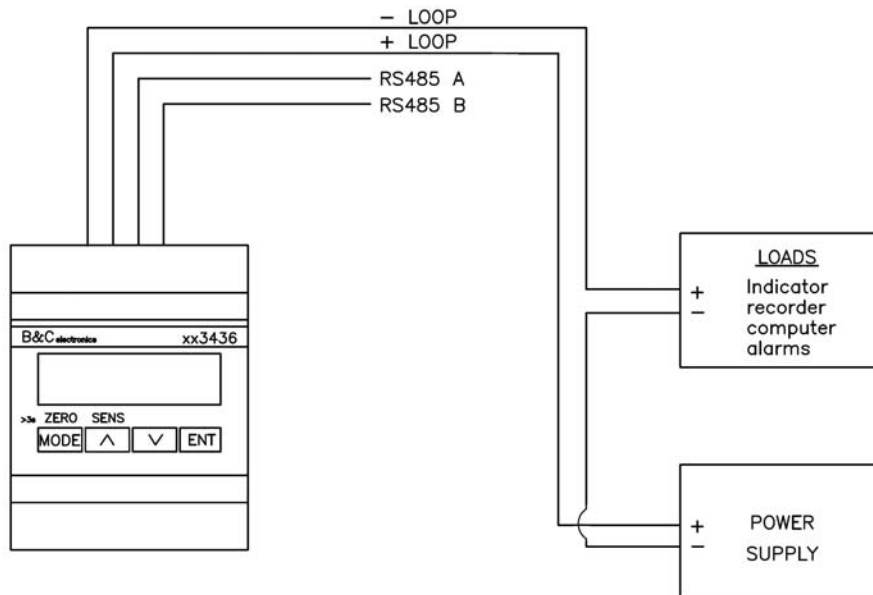 − LOOP
+ LOOP
RS485 A
RS485 B
B&C electronics xx3436
>3s ZERO SENS
MODE ∧ ∨ ENT
LOADS
+ Indicator
− recorder
computer
alarms
+ POWER
− SUPPLY